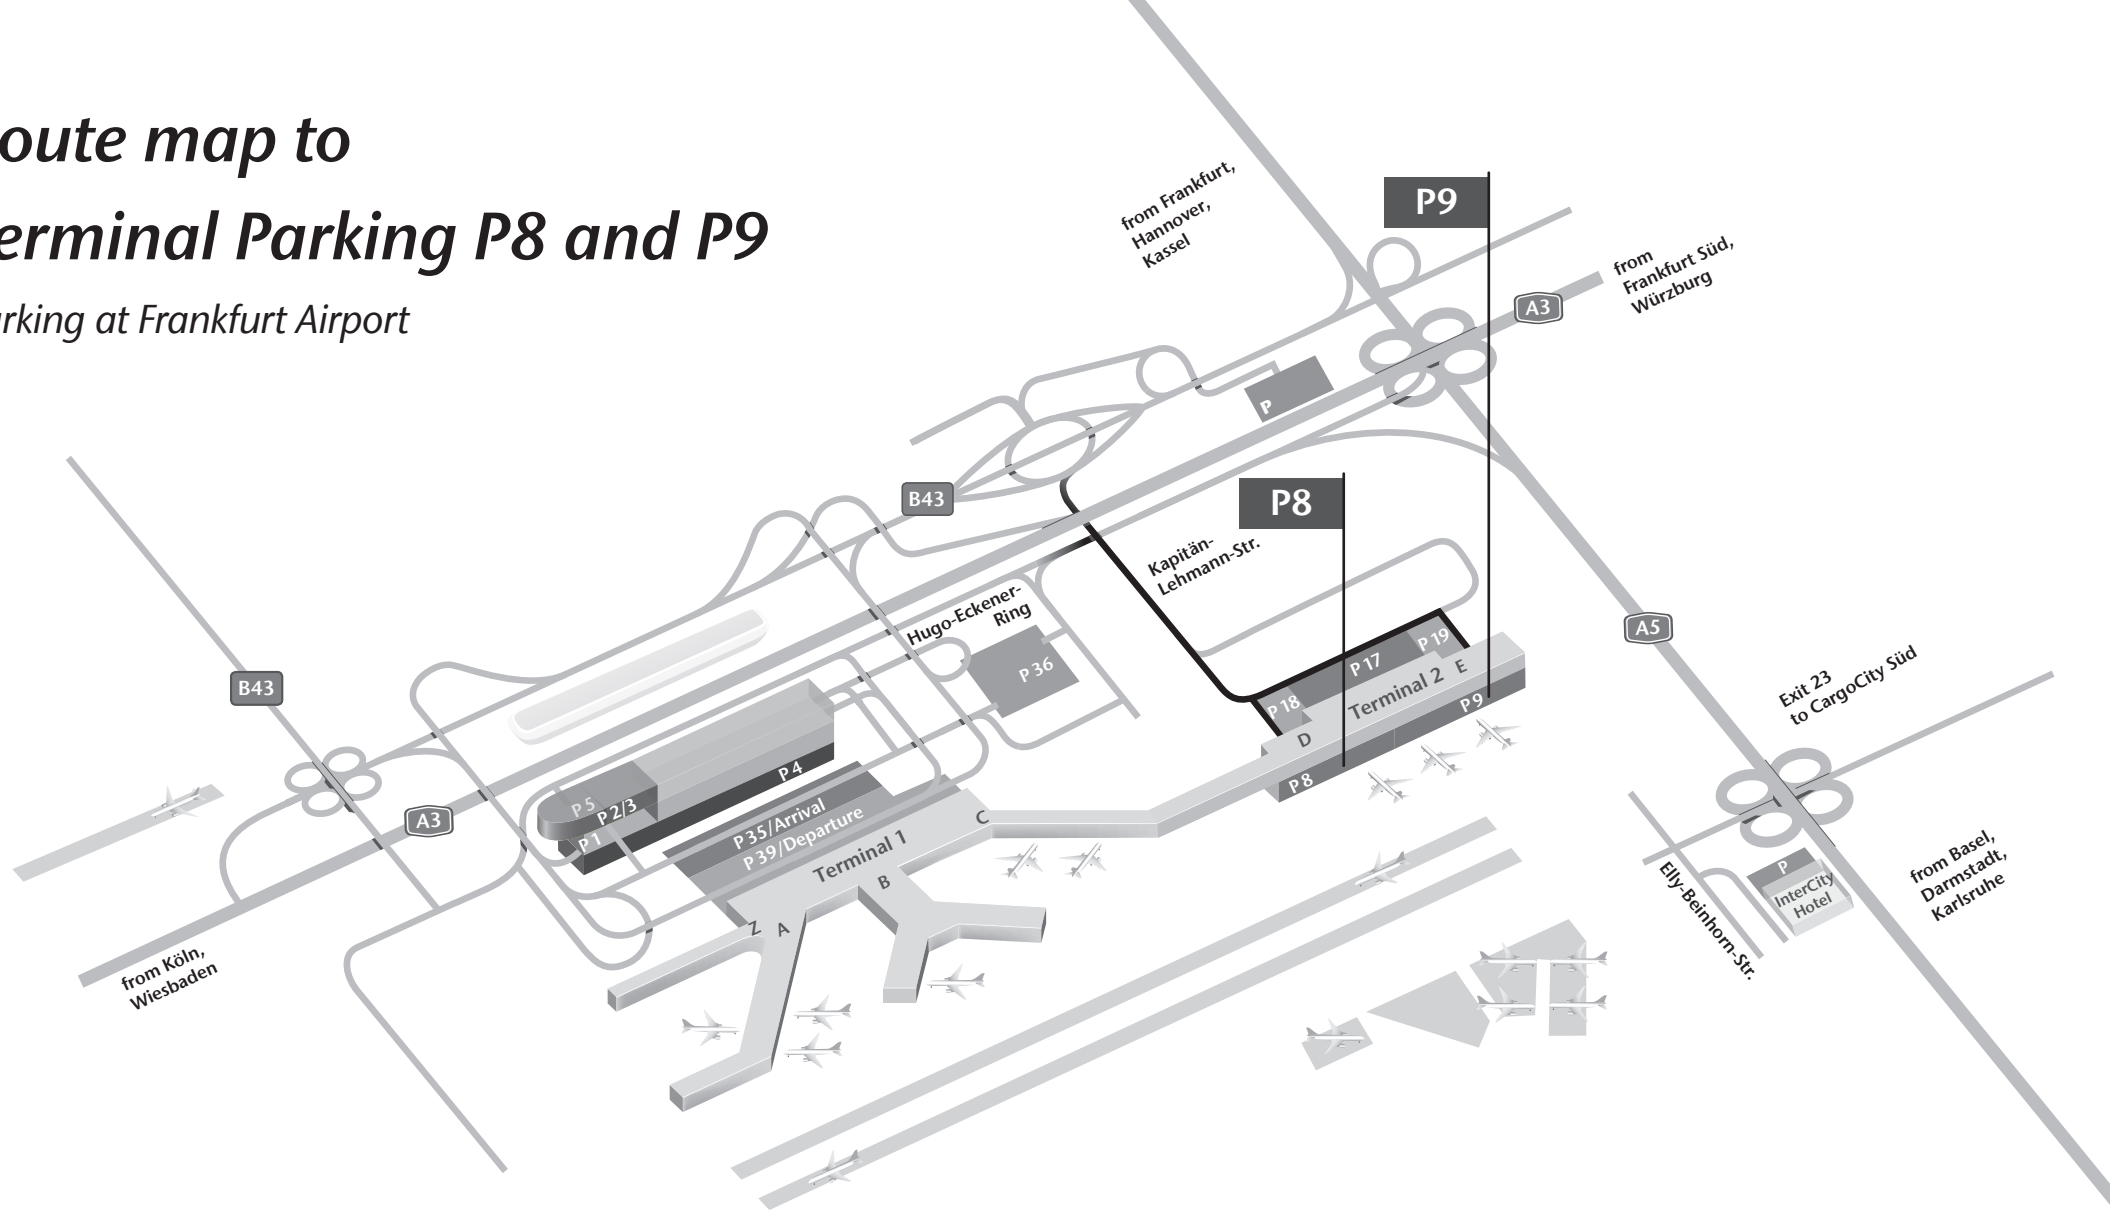 oute map to
erminal Parking P8 and P9
rking at Frankfurt Airport
from Frankfurt,
Hannover,
Kassel
P9
from
Frankfurt Süd,
Würzburg
A3
P
B43
P8
Kapitän-
Lehmann-Str.
Hugo-Eckener-
Ring
P 36
P 19
P 17
P 18
Terminal 2
E
D
P 9
P 8
A5
Exit 23
to CargoCity Süd
B43
A3
P 4
P 5
P 2/3
P 1
P 35/Arrival
P 39/Departure
Terminal 1
C
B
Z
A
from Köln,
Wiesbaden
P
InterCity
Hotel
Elly-Beinhorn-Str.
from Basel,
Darmstadt,
Karlsruhe